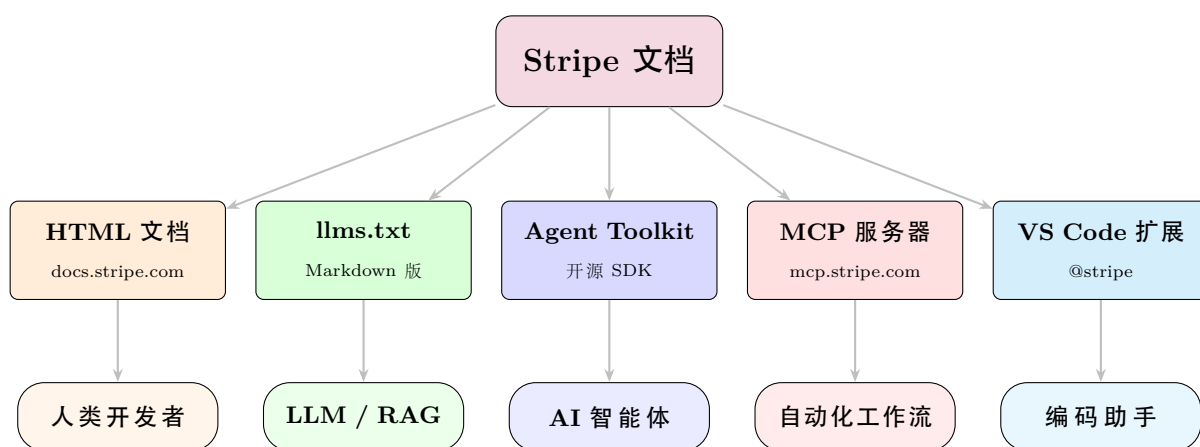 Stripe 文档
HTML 文档
docs.stripe.com
llms.txt
Markdown 版
Agent Toolkit
开源 SDK
MCP 服务器
mcp.stripe.com
VS Code 扩展
@stripe
人类开发者
LLM / RAG
AI 智能体
自动化工作流
编码助手